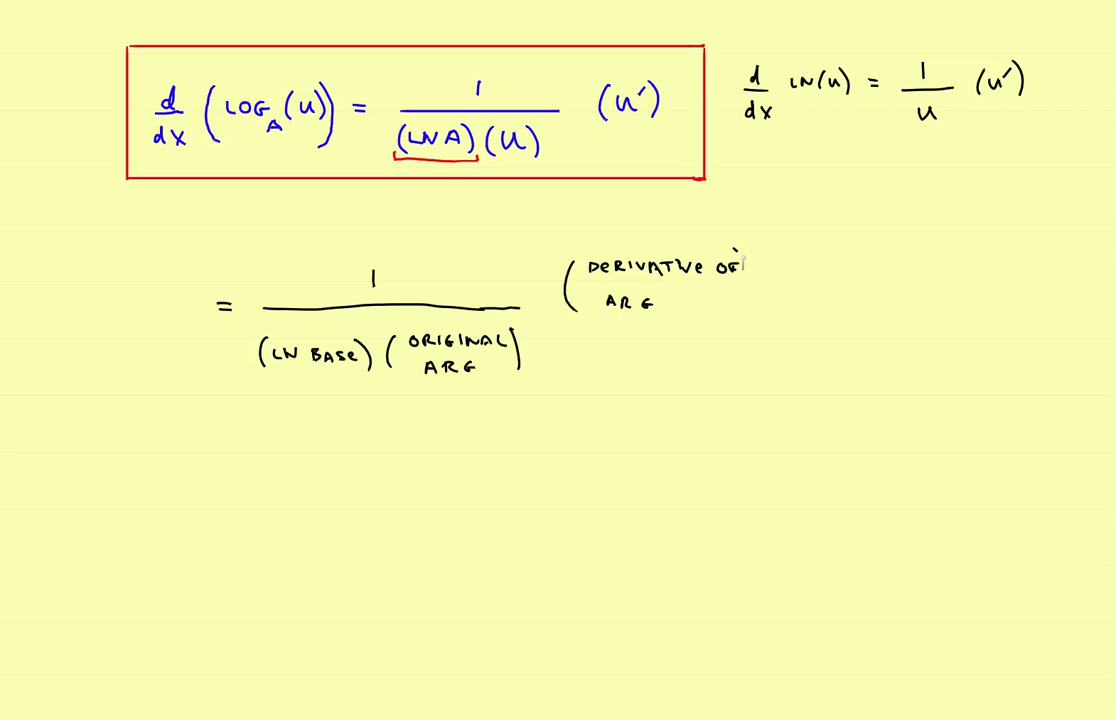 d/dx (LOG_A (u)) = 1/((LN A)(u)) (u′)
d/dx LN(u) = 1/u (u′)
= 1/((LN BASE)(ORIGINAL ARG)) (DERIVATIVE OF
ARG